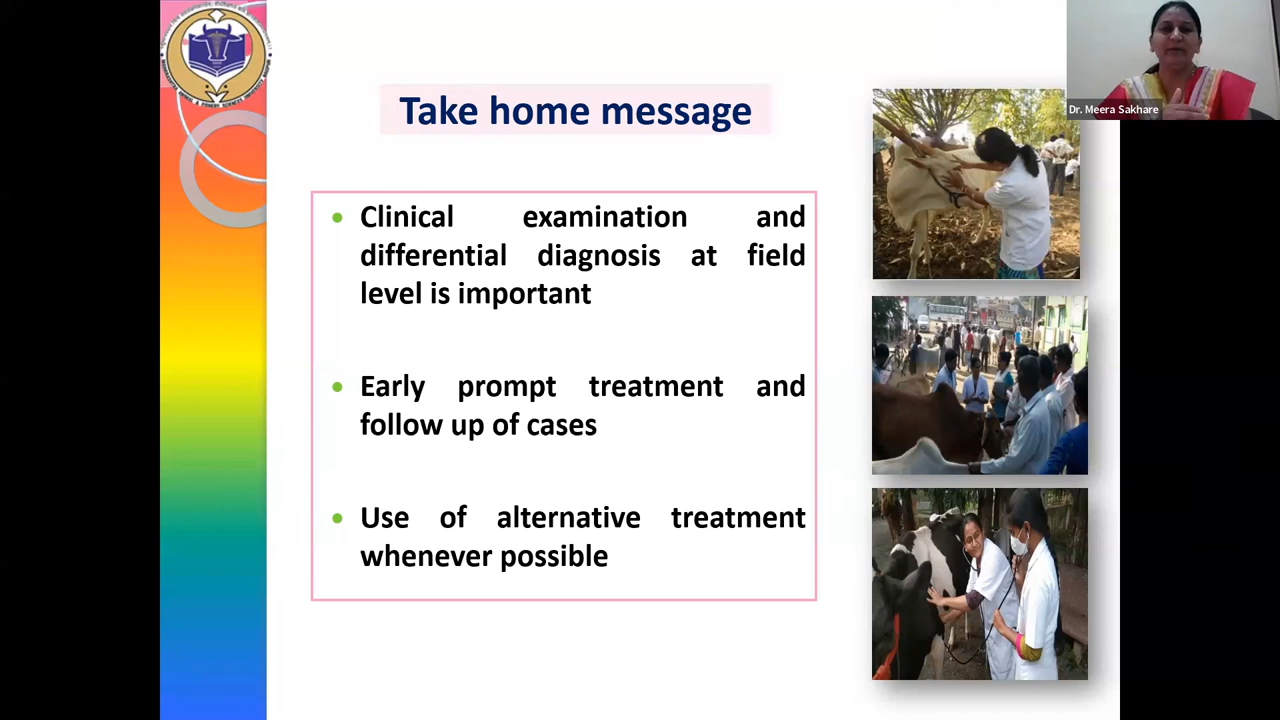 Take home message
Dr. Meera Sakhare
Clinical examination and
differential diagnosis at field
level is important
Early prompt treatment and
follow up of cases
Use of alternative treatment
whenever possible